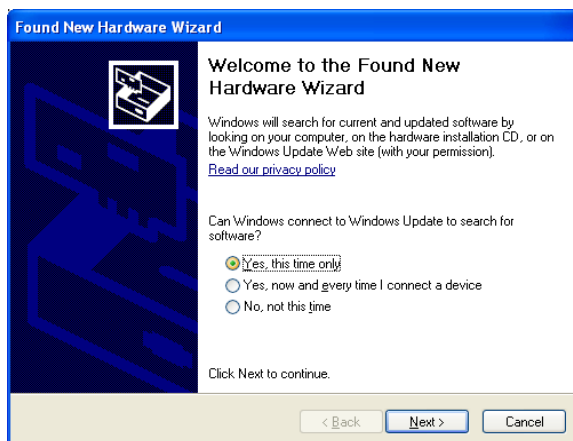 Found New Hardware Wizard
Welcome to the Found New
Hardware Wizard
Windows will search for current and updated software by
looking on your computer, on the hardware installation CD, or on
the Windows Update Web site (with your permission).
Read our privacy policy
Can Windows connect to Windows Update to search for
software?
Yes, this time only
Yes, now and every time I connect a device
No, not this time
Click Next to continue.
< Back
Next >
Cancel